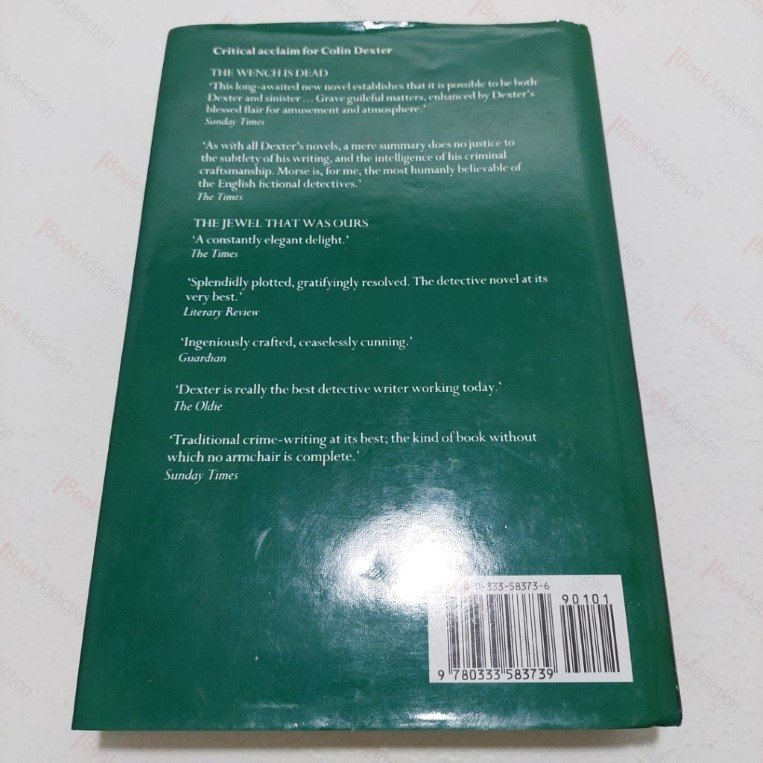 Critical acclaim for Colin Dexter
THE WENCH IS DEAD
‘This long-awaited new novel establishes that it is possible to be both
Dexter and sinister ... Grave guileful matters, enhanced by Dexter’s
blessed flair for amusement and atmosphere.’
Sunday Times
‘As with all Dexter’s novels, a mere summary does no justice to
the subtlety of his writing, and the intelligence of his criminal
craftsmanship. Morse is, for me, the most humanly believable of
the English fictional detectives.’
The Times
THE JEWEL THAT WAS OURS
‘A constantly elegant delight.’
The Times
‘Splendidly plotted, gratifyingly resolved. The detective novel at its
very best.’
Literary Review
‘Ingeniously crafted, ceaselessly cunning.’
Guardian
‘Dexter is really the best detective writer working today.’
The Oldie
‘Traditional crime-writing at its best; the kind of book without
which no armchair is complete.’
Sunday Times
333-58373-6
90101
9 780333 583739
BookAddiction